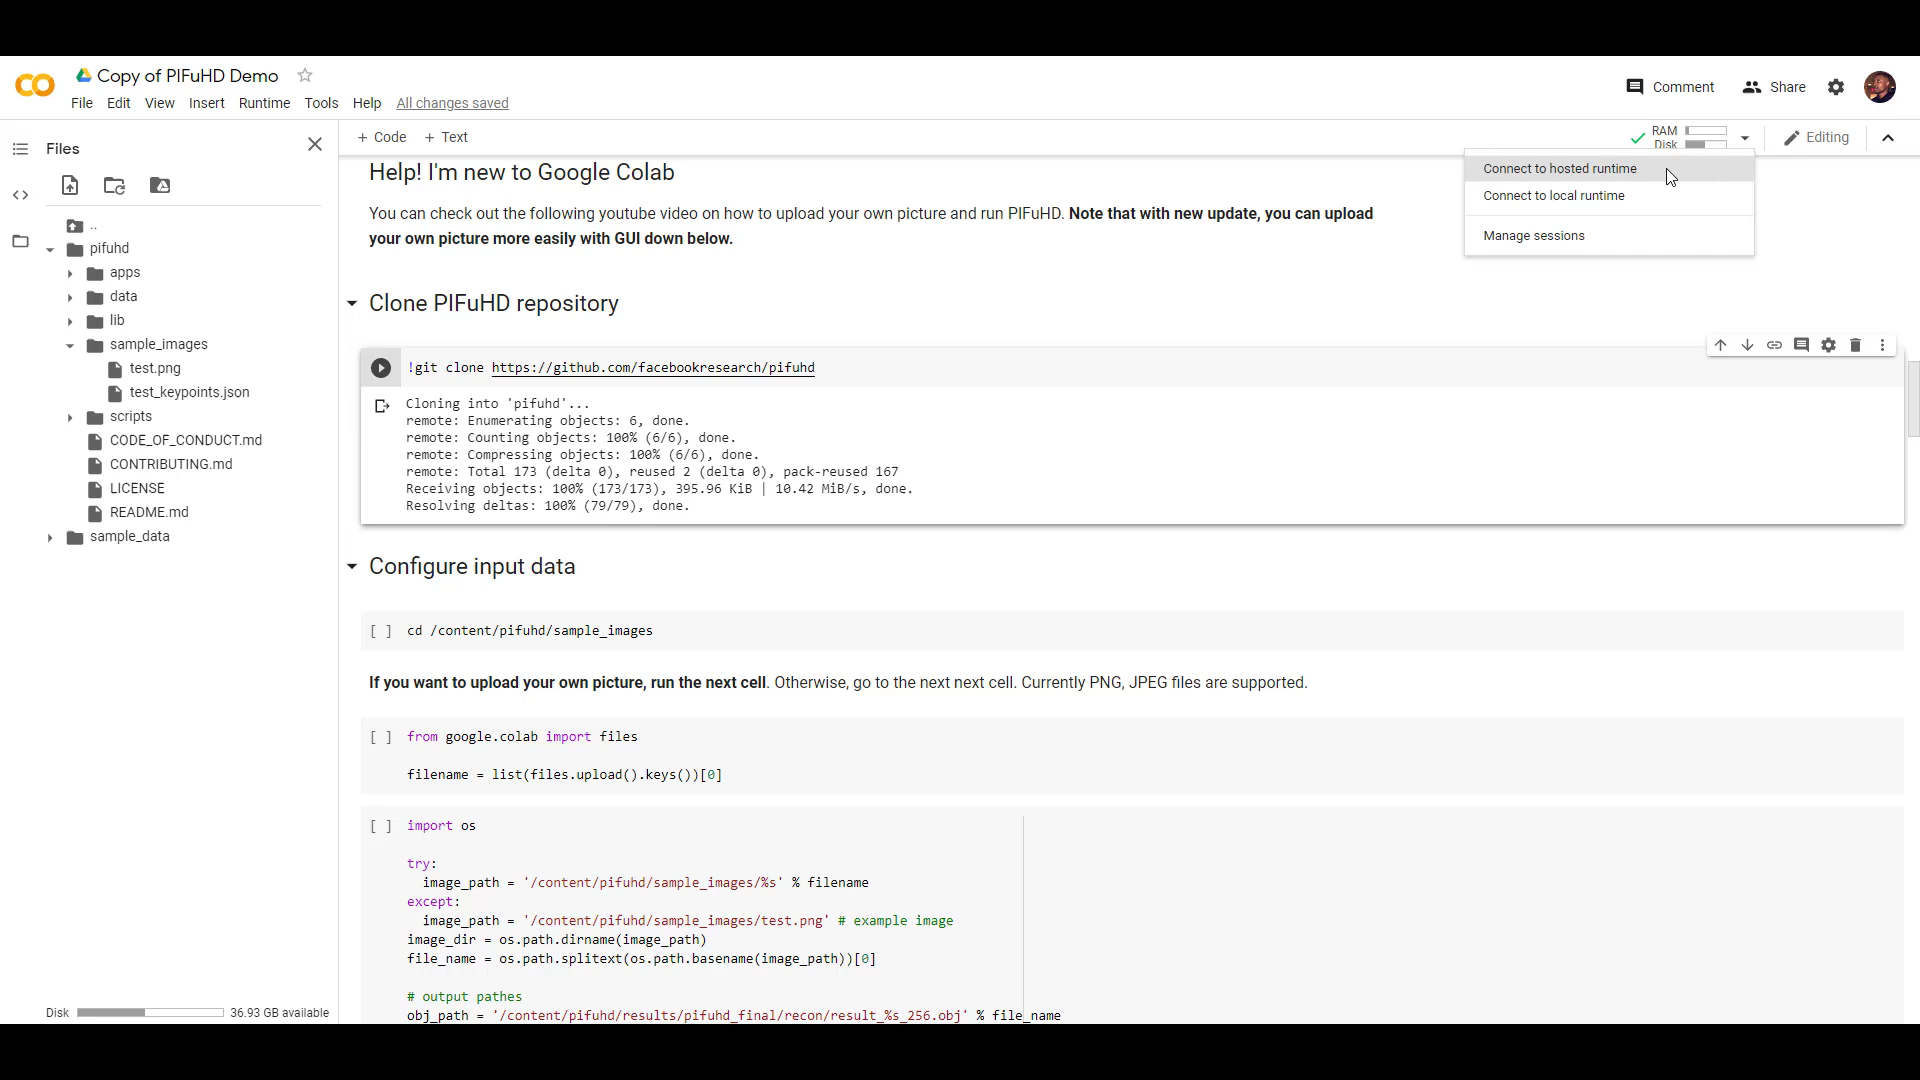 Copy of PIFuHD Demo
File Edit View Insert Runtime Tools Help All changes saved
Comment Share
Files
+ Code + Text
RAM
Disk
Editing
Connect to hosted runtime
Connect to local runtime
Manage sessions
..
pifuhd
apps
data
lib
sample_images
test.png
test_keypoints.json
scripts
CODE_OF_CONDUCT.md
CONTRIBUTING.md
LICENSE
README.md
sample_data
Disk 36.93 GB available
Help! I'm new to Google Colab
You can check out the following youtube video on how to upload your own picture and run PIFuHD. Note that with new update, you can upload
your own picture more easily with GUI down below.
Clone PIFuHD repository
!git clone https://github.com/facebookresearch/pifuhd
Cloning into 'pifuhd'...
remote: Enumerating objects: 6, done.
remote: Counting objects: 100% (6/6), done.
remote: Compressing objects: 100% (6/6), done.
remote: Total 173 (delta 0), reused 2 (delta 0), pack-reused 167
Receiving objects: 100% (173/173), 395.96 KiB | 10.42 MiB/s, done.
Resolving deltas: 100% (79/79), done.
Configure input data
[ ] cd /content/pifuhd/sample_images
If you want to upload your own picture, run the next cell. Otherwise, go to the next next cell. Currently PNG, JPEG files are supported.
[ ] from google.colab import files
filename = list(files.upload().keys())[0]
[ ] import os
try:
image_path = '/content/pifuhd/sample_images/%s' % filename
except:
image_path = '/content/pifuhd/sample_images/test.png' # example image
image_dir = os.path.dirname(image_path)
file_name = os.path.splitext(os.path.basename(image_path))[0]
# output pathes
obj_path = '/content/pifuhd/results/pifuhd_final/recon/result_%s_256.obj' % file_name